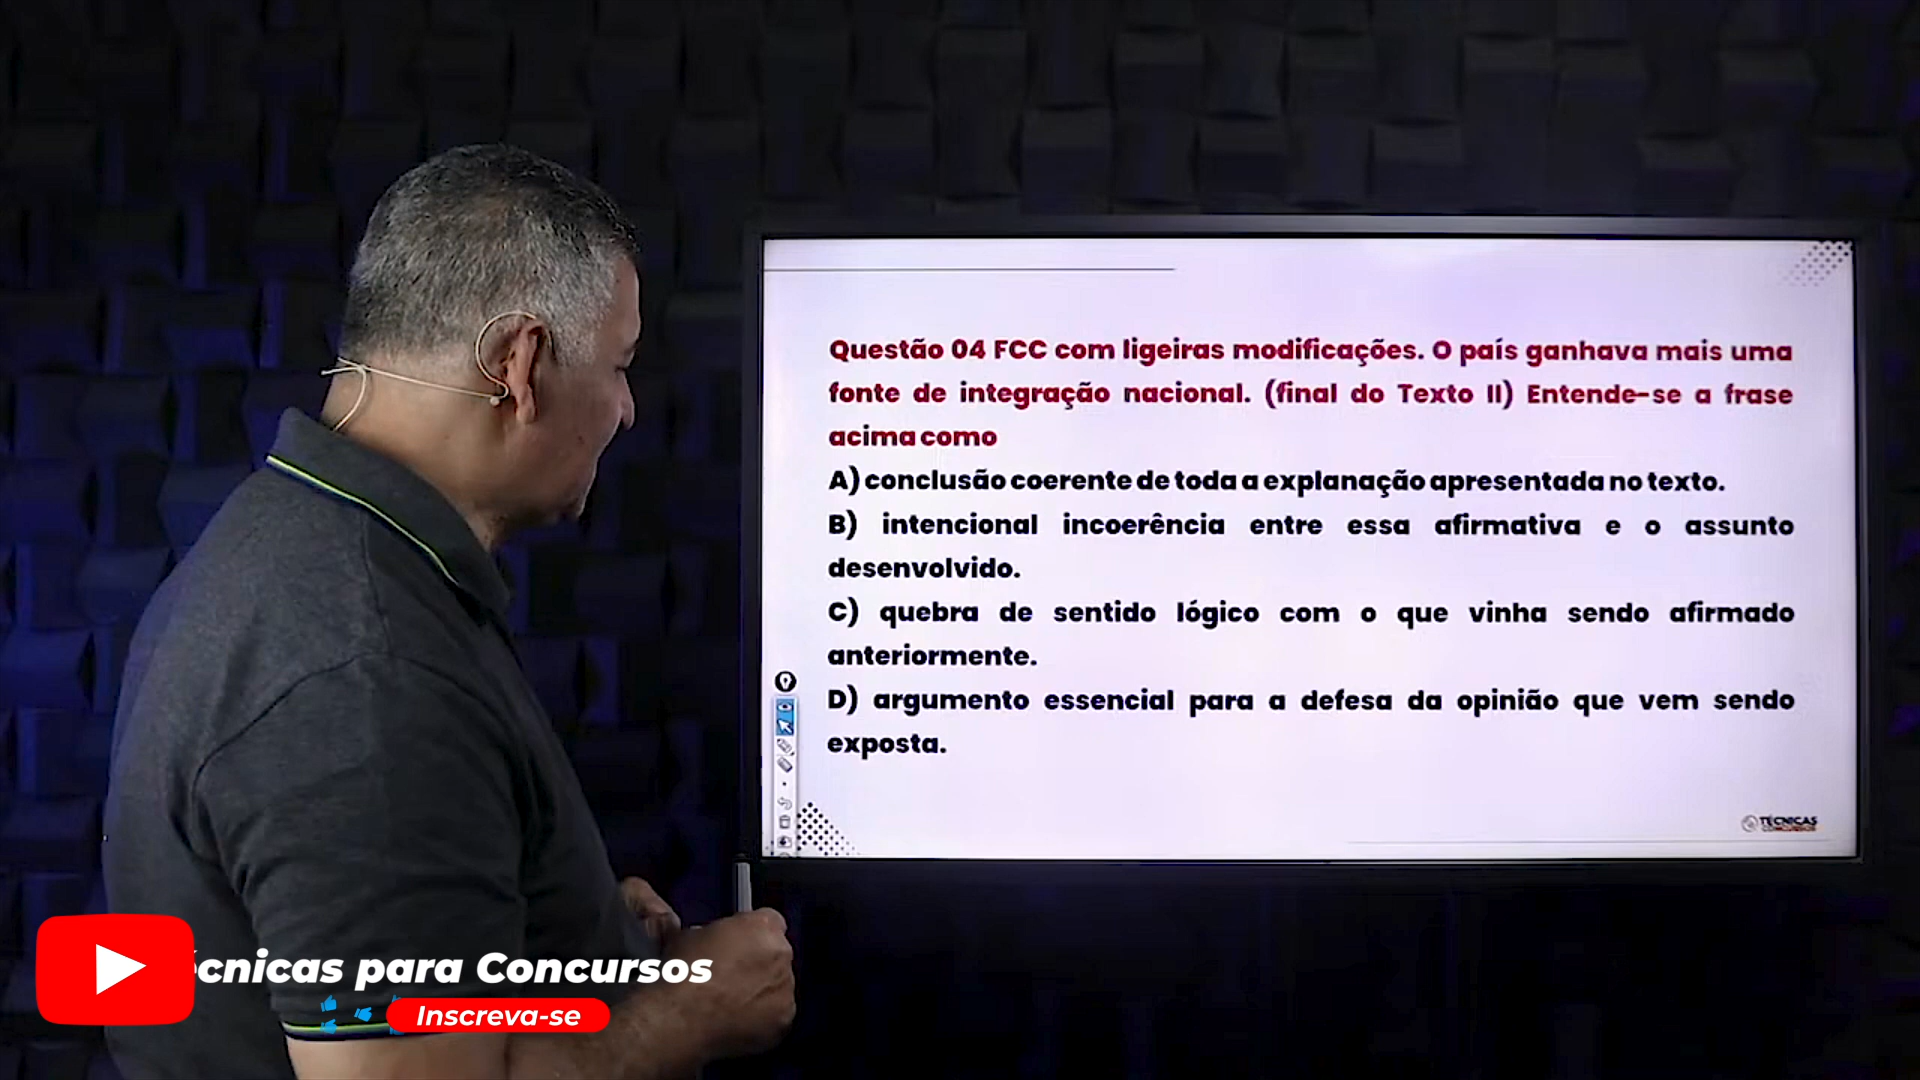 Questão 04 FCC com ligeiras modificações. O país ganhava mais uma
fonte de integração nacional. (final do Texto II) Entende-se a frase
acima como
A) conclusão coerente de toda a explanação apresentada no texto.
B) intencional incoerência entre essa afirmativa e o assunto
desenvolvido.
C) quebra de sentido lógico com o que vinha sendo afirmado
anteriormente.
D) argumento essencial para a defesa da opinião que vem sendo
exposta.
TÉCNICAS
CONCURSOS
écnicas para Concursos
Inscreva-se